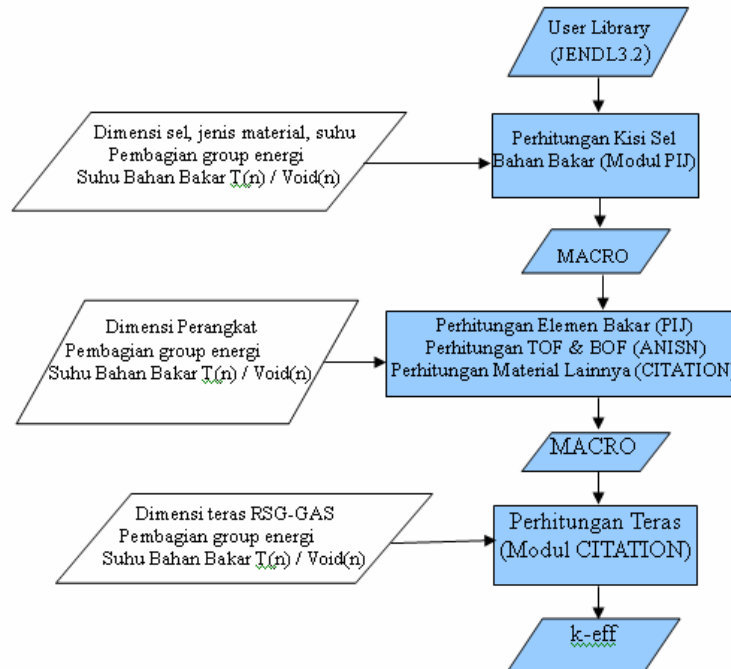 User Library
(JENDL3.2)
Dimensi sel, jenis material, suhu
Pembagian group energi
Suhu Bahan Bakar T(n) / Void(n)
Perhitungan Kisi Sel
Bahan Bakar (Modul PIJ)
MACRO
Dimensi Perangkat
Pembagian group energi
Suhu Bahan Bakar T(n) / Void(n)
Perhitungan Elemen Bakar (PIJ)
Perhitungan TOF & BOF (ANISN)
Perhitungan Material Lainnya (CITATION)
MACRO
Dimensi teras RSG-GAS
Pembagian group energi
Suhu Bahan Bakar T(n) / Void(n)
Perhitungan Teras
(Modul CITATION)
k-eff